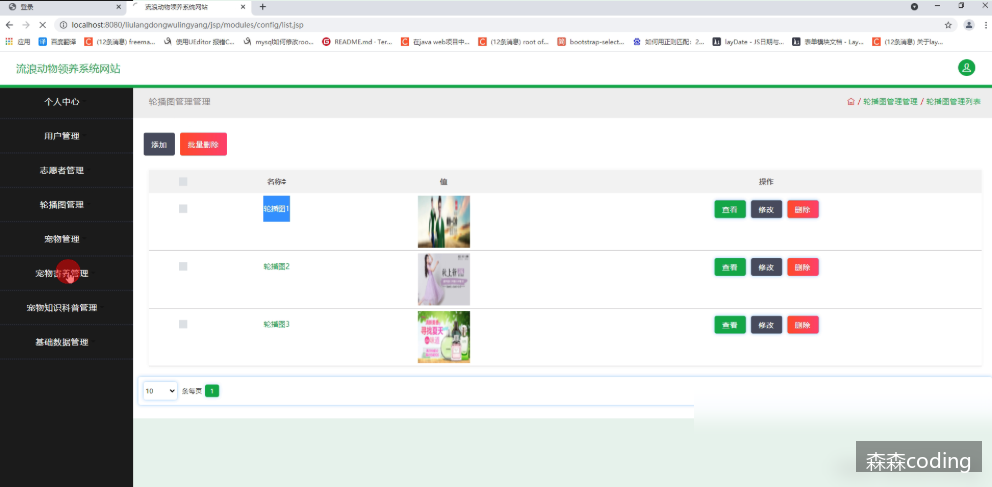 登录
流浪动物领养系统网站
localhost:8080/liulangdongwulingyang/jsp/modules/config/list.jsp
应用
百度翻译
(12条消息) freema...
使用UEditor 报错C...
mysql如何修改roo...
README.md · Ter...
在java web项目中...
(12条消息) root of...
bootstrap-select...
如何用正则匹配：2...
layDate - JS日期与...
表单模块文档 - Lay...
(12条消息) 关于lay...
流浪动物领养系统网站
个人中心
用户管理
志愿者管理
轮播图管理
宠物管理
宠物知识科普管理
基础数据管理
轮播图管理管理
/ 轮播图管理管理 / 轮播图管理列表
添加 批量删除
名称 值 操作
轮播图1 查看 修改 删除
轮播图2 查看 修改 删除
轮播图3 查看 修改 删除
10 条每页 1
森森coding